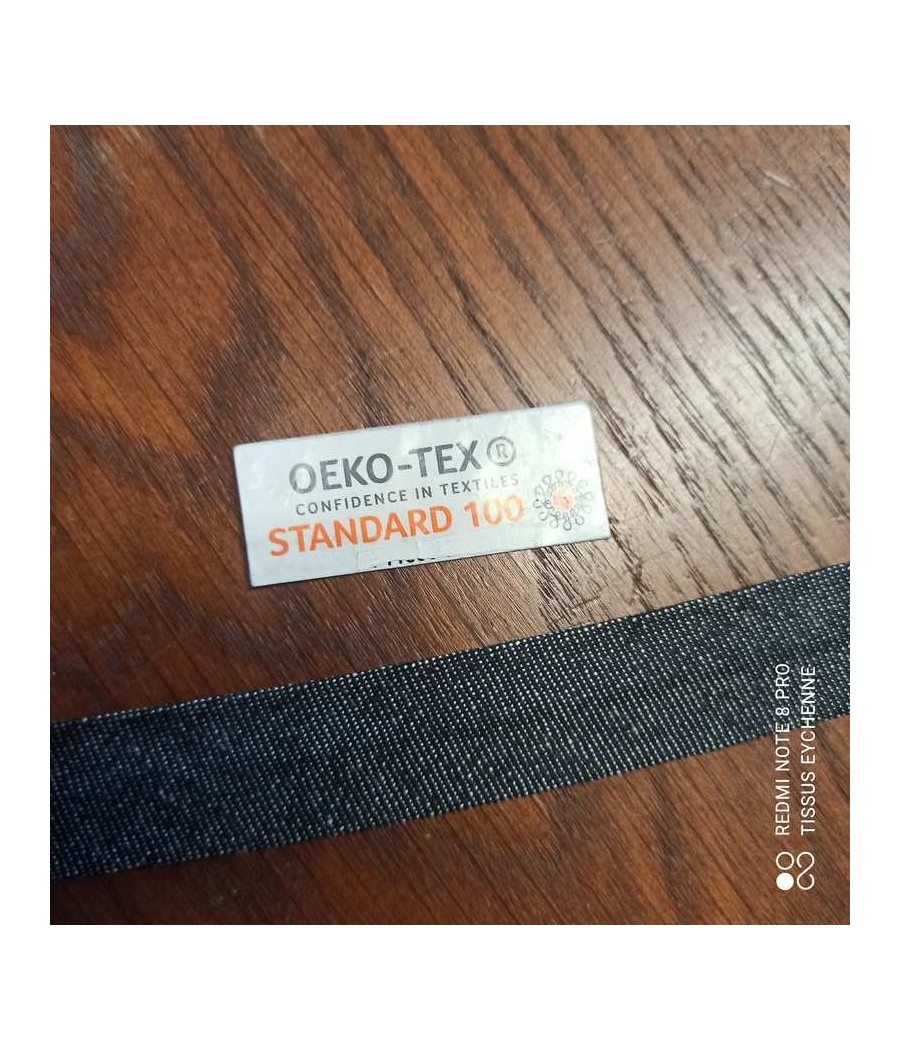 OEKO-TEX®
CONFIDENCE IN TEXTILES
STANDARD 100
REDMI NOTE 8 PRO
TISSUS EYCHENNE